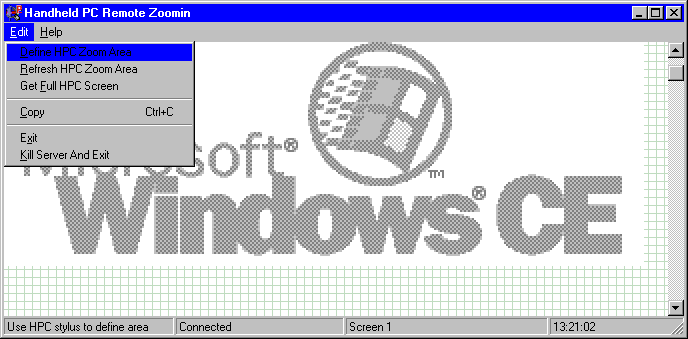 Handheld PC Remote Zoomin
Edit Help
Define HPC Zoom Area
Refresh HPC Zoom Area
Get Full HPC Screen
Copy Ctrl+C
Exit
Kill Server And Exit
Microsoft®
Windows® CE
TM
Use HPC stylus to define area Connected Screen 1 13:21:02